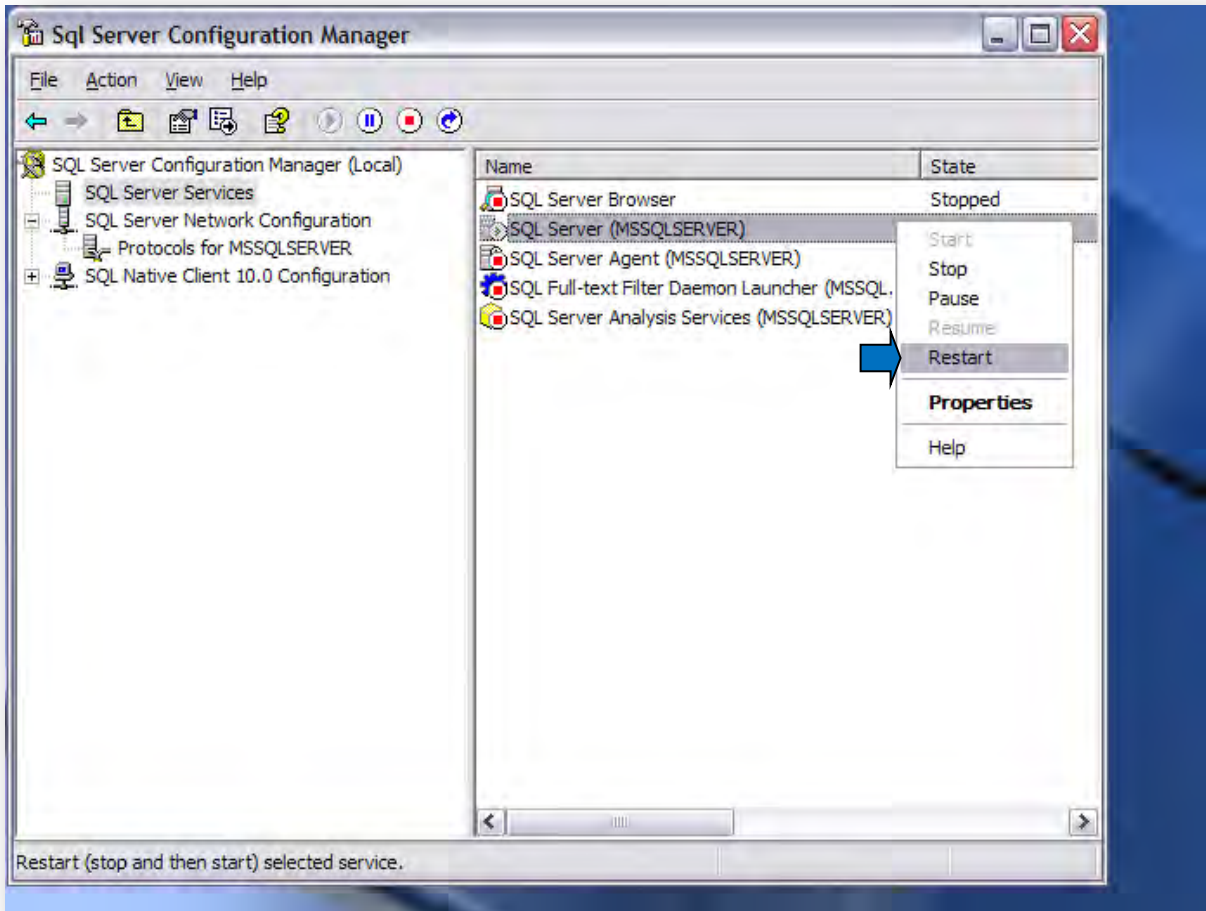 Sql Server Configuration Manager
File Action View Help
SQL Server Configuration Manager (Local)
SQL Server Services
SQL Server Network Configuration
Protocols for MSSQLSERVER
SQL Native Client 10.0 Configuration
Name State
SQL Server Browser Stopped
SQL Server (MSSQLSERVER)
SQL Server Agent (MSSQLSERVER)
SQL Full-text Filter Daemon Launcher (MSSQL.
SQL Server Analysis Services (MSSQLSERVER)
Start
Stop
Pause
Resume
Restart
Properties
Help
Restart (stop and then start) selected service.